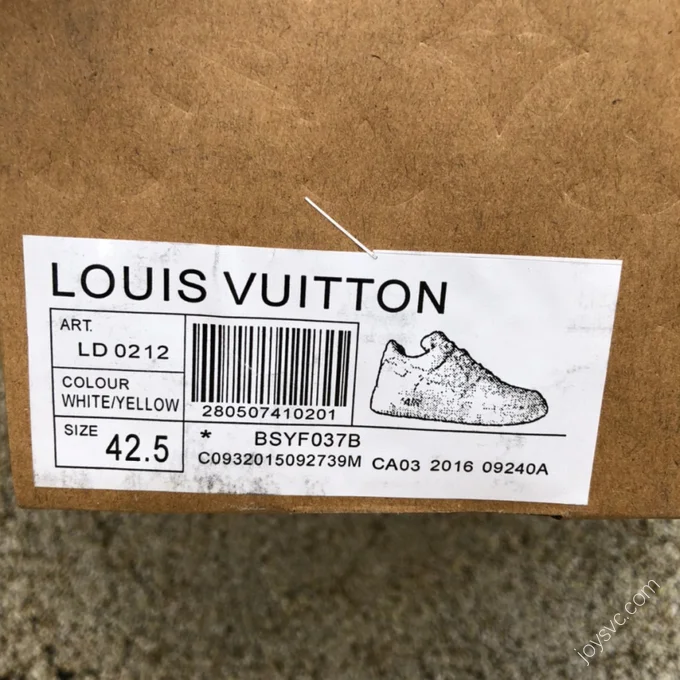 LOUIS VUITTON
ART.
LD 0212
COLOUR
WHITE/YELLOW
SIZE
42.5
280507410201
* BSYF037B
C0932015092739M CA03 2016 09240A
joysvc.com